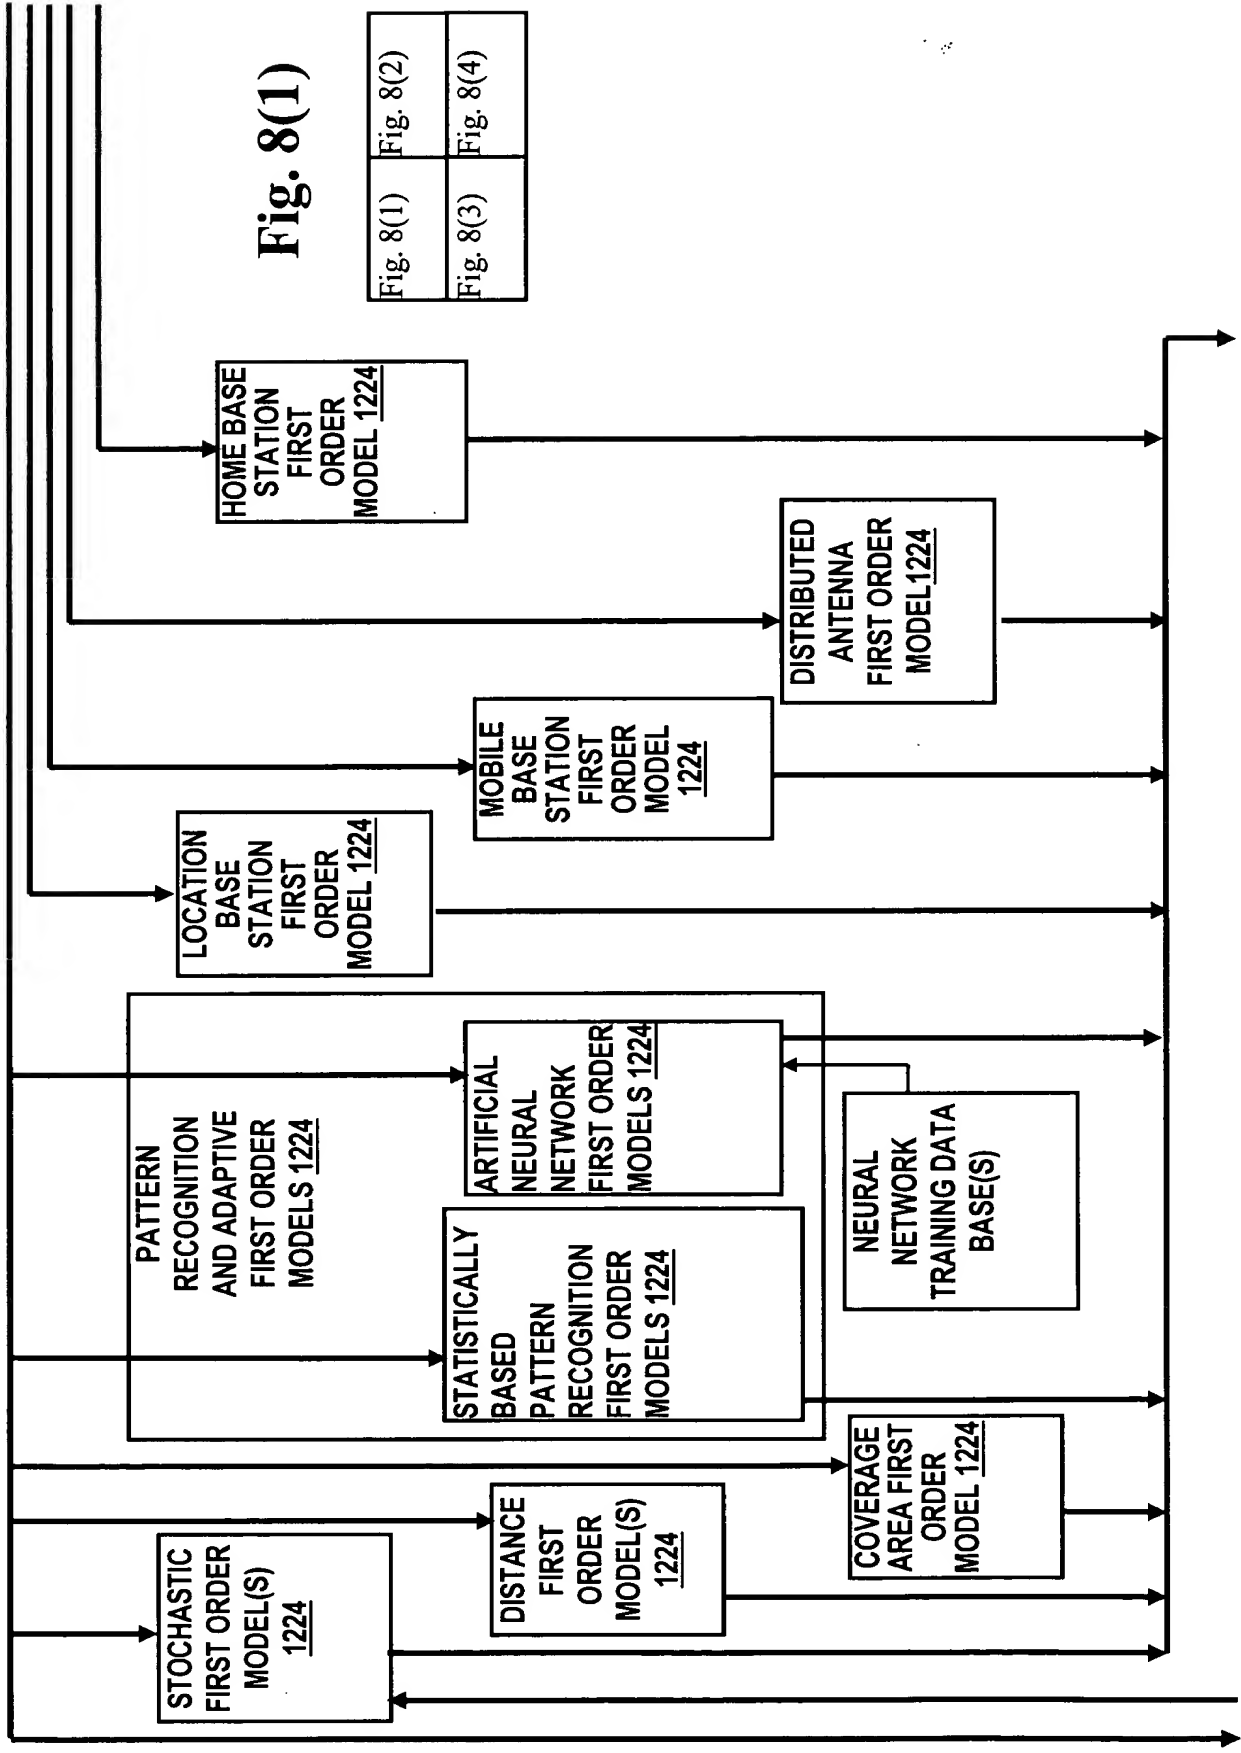 STOCHASTIC
FIRST ORDER
MODEL(S)
1224
DISTANCE
FIRST
ORDER
MODEL(S)
1224
COVERAGE
AREA FIRST
ORDER
MODEL 1224
PATTERN
RECOGNITION
AND ADAPTIVE
FIRST ORDER
MODELS 1224
STATISTICALLY
BASED
PATTERN
RECOGNITION
FIRST ORDER
MODELS 1224
ARTIFICIAL
NEURAL
NETWORK
FIRST ORDER
MODELS 1224
NEURAL
NETWORK
TRAINING DATA
BASE(S)
LOCATION
BASE
STATION
FIRST
ORDER
MODEL 1224
MOBILE
BASE
STATION
FIRST
ORDER
MODEL
1224
DISTRIBUTED
ANTENNA
FIRST ORDER
MODEL1224
HOME BASE
STATION
FIRST
ORDER
MODEL 1224
Fig. 8(1)
Fig. 8(1) Fig. 8(2)
Fig. 8(3) Fig. 8(4)